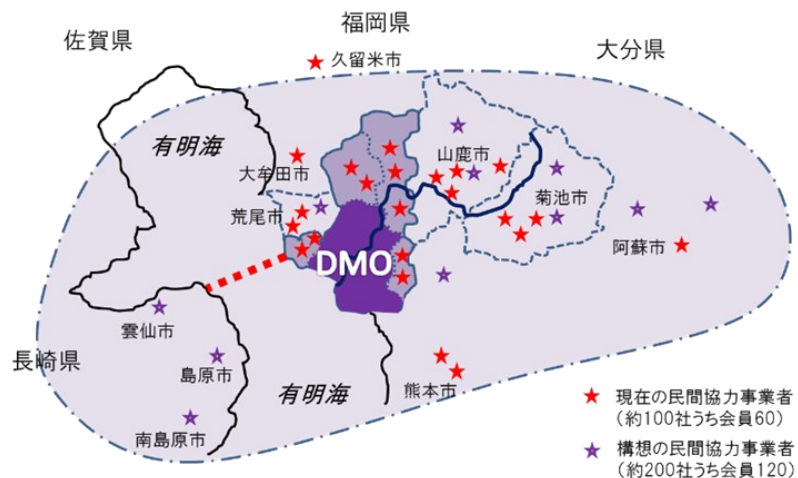 福岡県
佐賀県
大分県
久留米市
有明海
大牟田市
山鹿市
菊池市
荒尾市
阿蘇市
DMO
雲仙市
長崎県
島原市
有明海
熊本市
南島原市
現在の民間協力事業者
(約100社うち会員60)
構想の民間協力事業者
(約200社うち会員120)